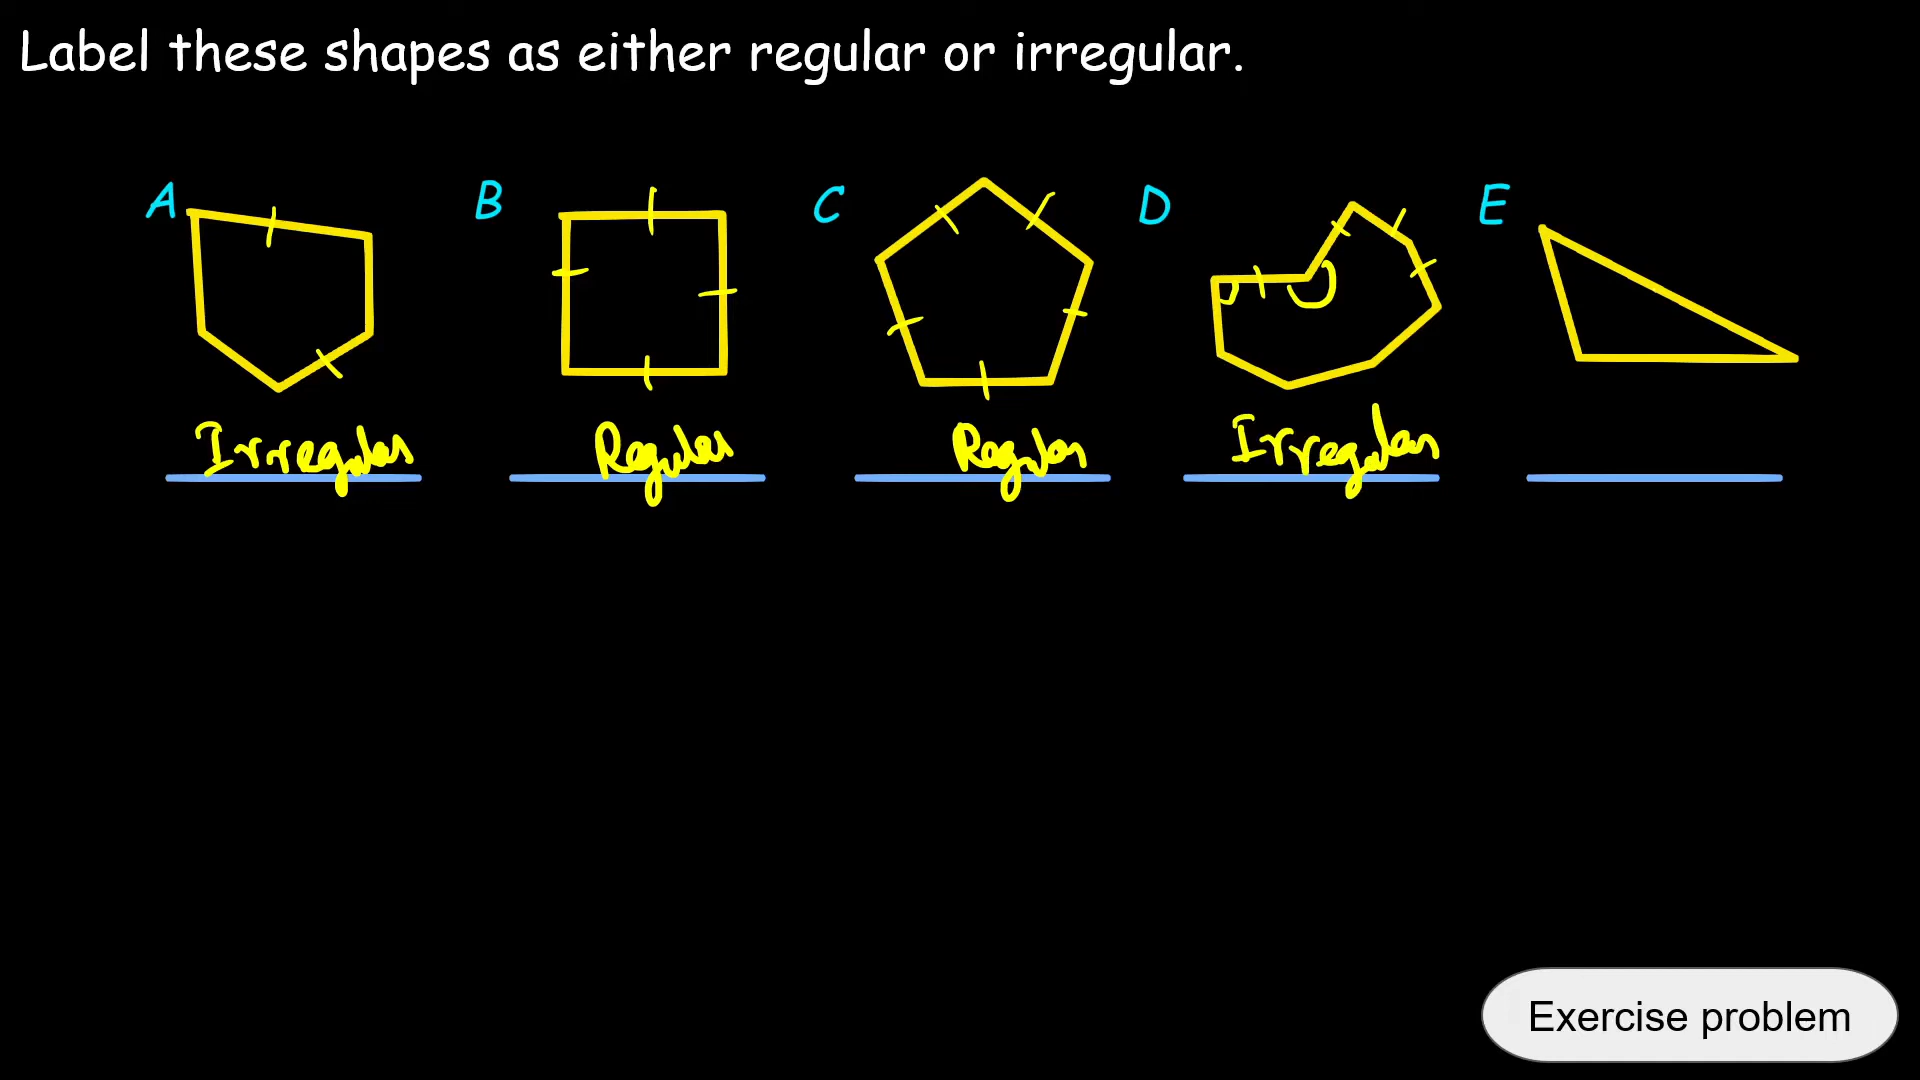 Label these shapes as either regular or irregular.
A B C D E
Irregular Regular Regular Irregular
Exercise problem